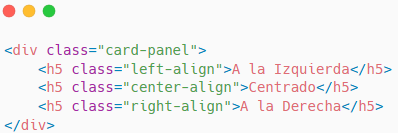 <div class="card-panel">
    <h5 class="left-align">A la Izquierda</h5>
    <h5 class="center-align">Centrado</h5>
    <h5 class="right-align">A la Derecha</h5>
</div>